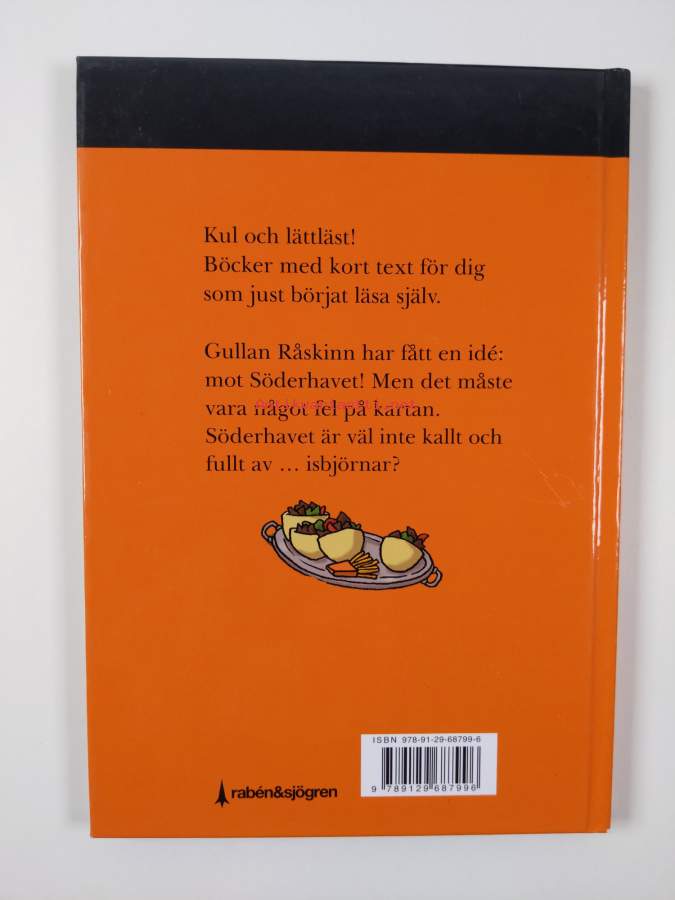 Kul och lättläst!
Böcker med kort text för dig
som just börjat läsa själv.
Gullan Råskinn har fått en idé:
mot Söderhavet! Men det måste
vara något fel på kartan.
Söderhavet är väl inte kallt och
fullt av ... isbjörnar?
ISBN 978-91-29-68799-6
9 789129 687996
rabén&sjögren